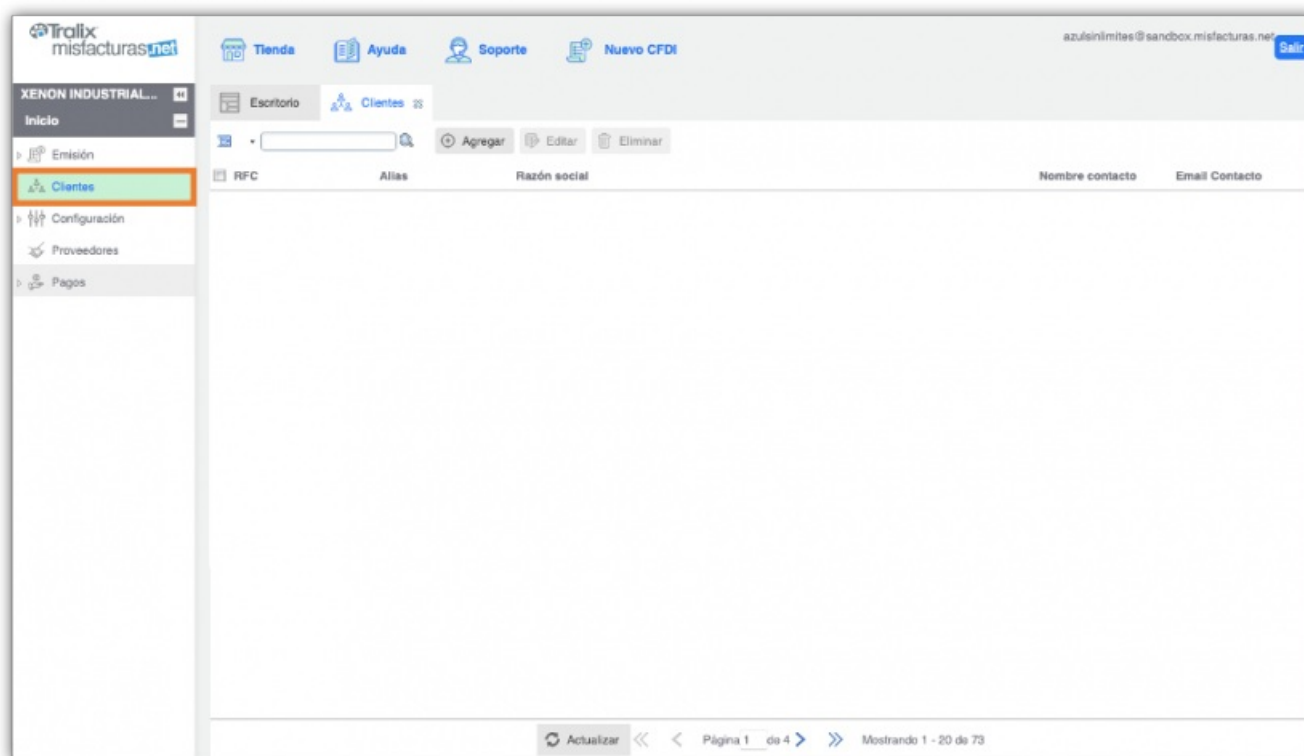 Tralix
misfacturas.net
Tienda
Ayuda
Soporte
Nuevo CFDI
azulsinlimites@sandbox.misfacturas.net
Salir
XENON INDUSTRIAL...
Inicio
Emisión
Clientes
Configuración
Proveedores
Pagos
Escritorio
Clientes
Agregar
Editar
Eliminar
RFC Alias Razón social Nombre contacto Email Contacto
Actualizar Página 1 de 4 Mostrando 1 - 20 de 73